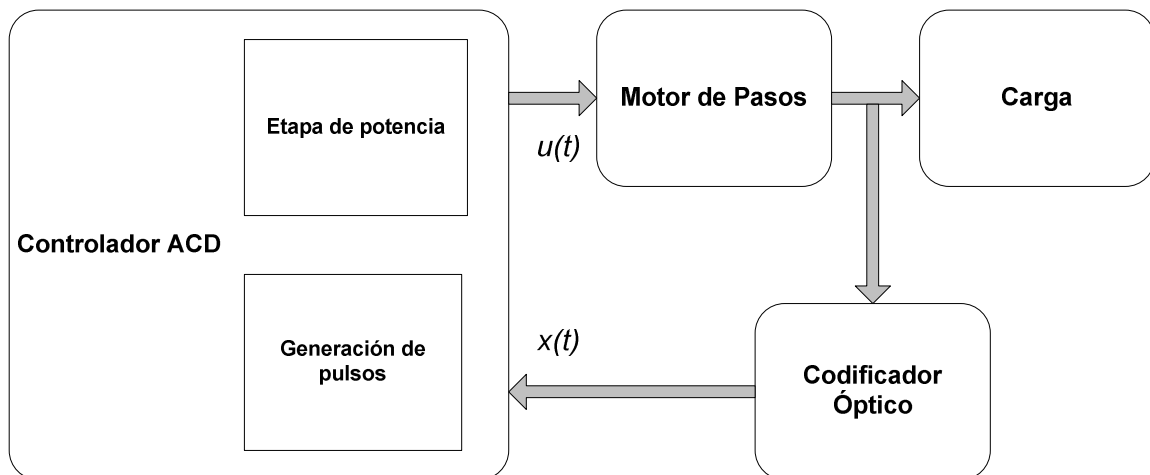 Controlador ACD
Etapa de potencia
Generación de
pulsos
u(t)
Motor de Pasos
Carga
x(t)
Codificador
Óptico